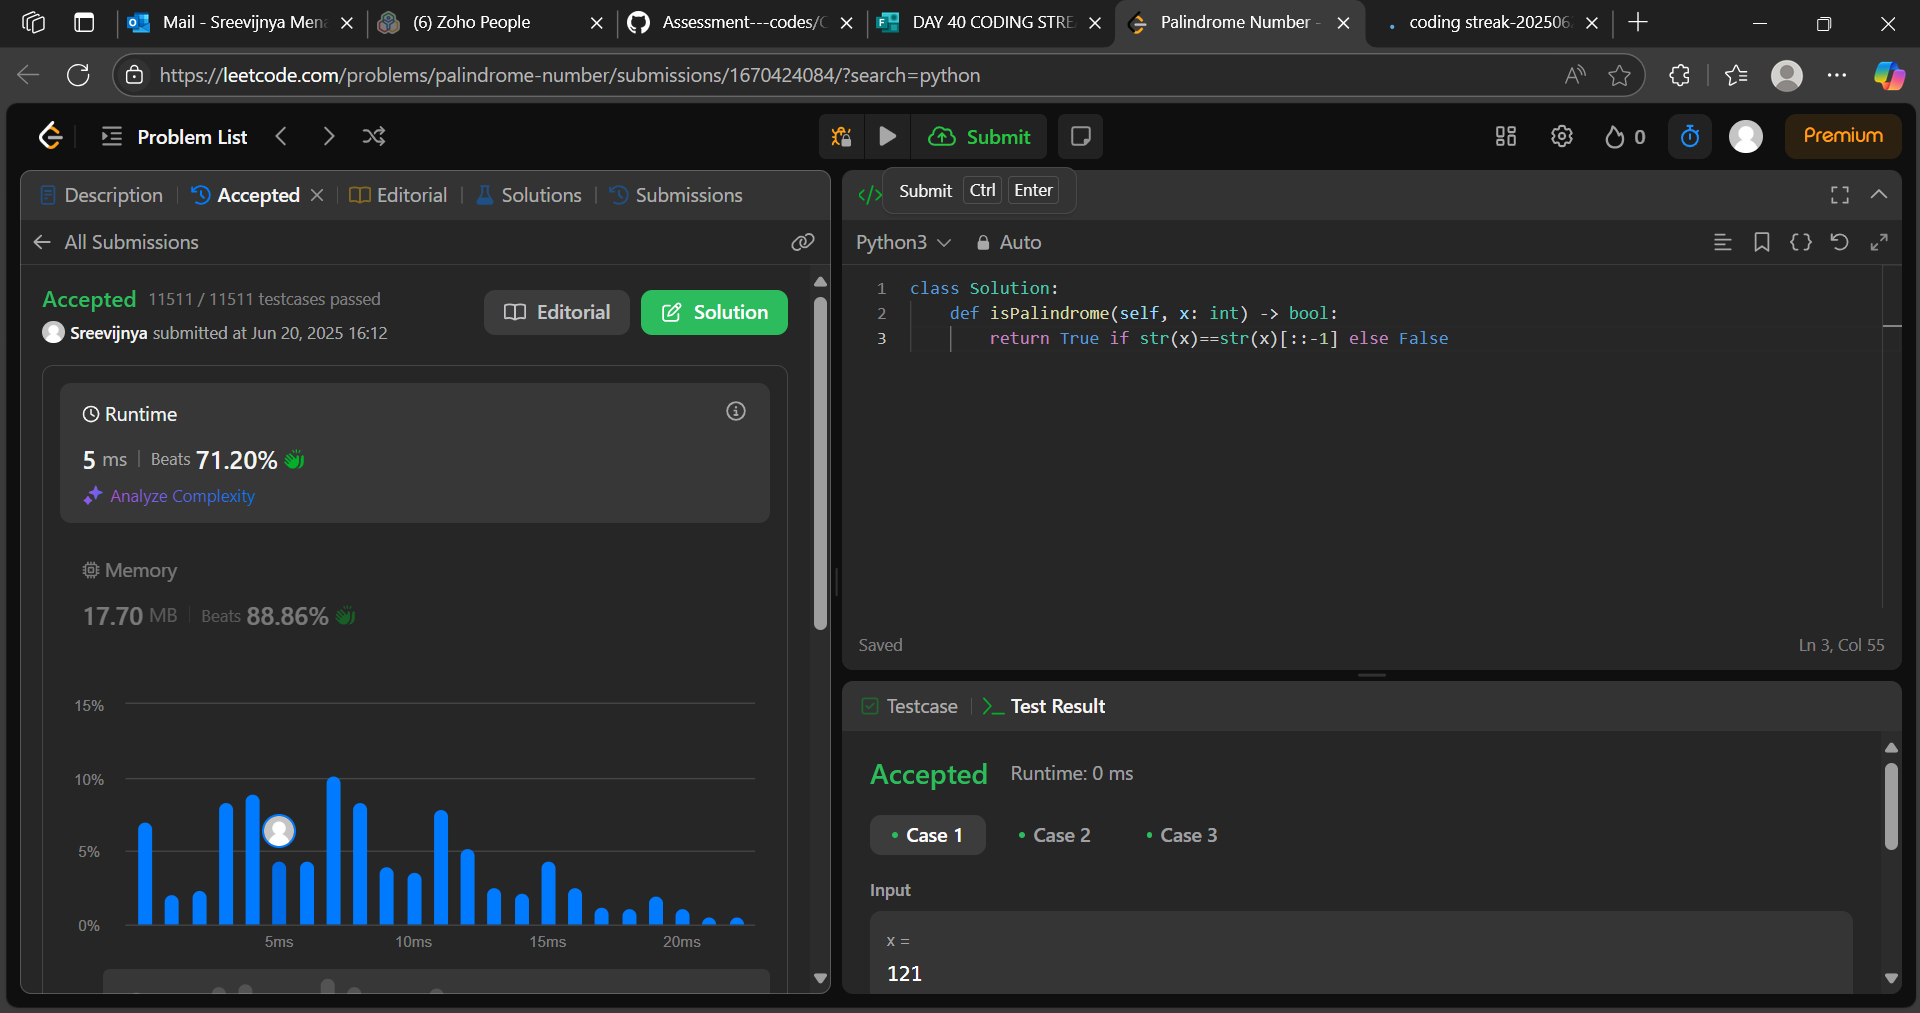 Mail - Sreevijnya Mena
(6) Zoho People
Assessment---codes/C
DAY 40 CODING STRE
Palindrome Number -
coding streak-202506
https://leetcode.com/problems/palindrome-number/submissions/1670424084/?search=python
Problem List
Submit
0
Premium
Description
Accepted
Editorial
Solutions
Submissions
</>
Submit Ctrl Enter
All Submissions
Python3
Auto
Accepted 11511 / 11511 testcases passed
Sreevijnya submitted at Jun 20, 2025 16:12
Editorial
Solution
Runtime
5 ms | Beats 71.20%
Analyze Complexity
Memory
17.70 MB | Beats 88.86%
15%
10%
5%
0%
5ms
10ms
15ms
20ms
1 class Solution:
2 def isPalindrome(self, x: int) -> bool:
3 return True if str(x)==str(x)[::-1] else False
Saved
Ln 3, Col 55
Testcase
>_ Test Result
Accepted Runtime: 0 ms
• Case 1 • Case 2 • Case 3
Input
x =
121